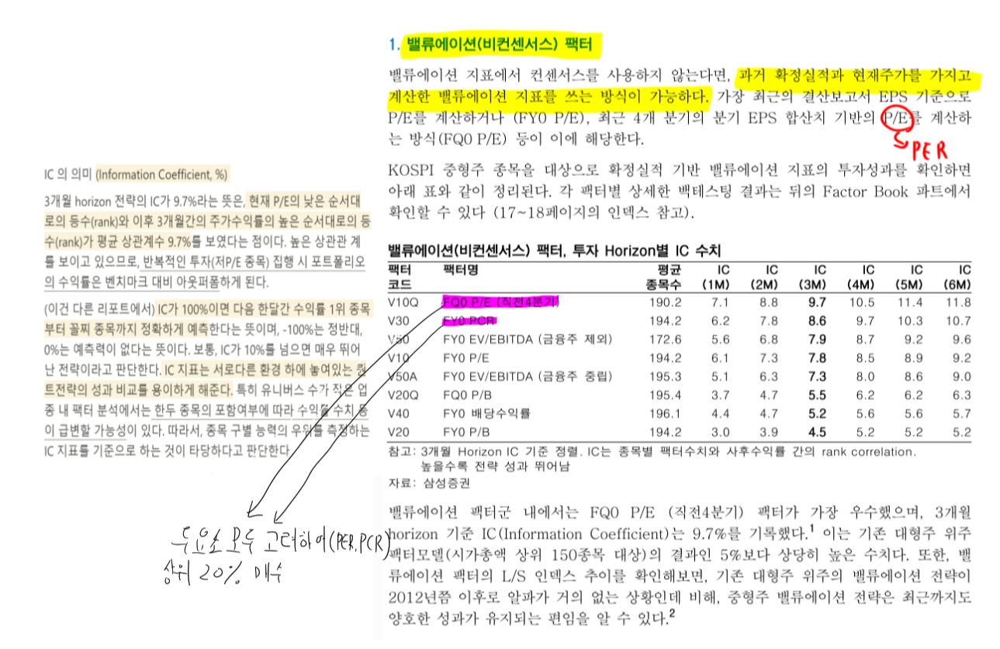 1. 밸류에이션(비컨센서스) 팩터
밸류에이션 지표에서 컨센서스를 사용하지 않는다면, 과거 확정실적과 현재주가를 가지고
계산한 밸류에이션 지표를 쓰는 방식이 가능하다. 가장 최근의 결산보고서 EPS 기준으로
P/E를 계산하거나 (FY0 P/E), 최근 4개 분기의 분기 EPS 합산치 기반의 P/E를 계산하
는 방식(FQ0 P/E) 등이 이에 해당한다.
PER
KOSPI 중형주 종목을 대상으로 확정실적 기반 밸류에이션 지표의 투자성과를 확인하면
아래 표와 같이 정리된다. 각 팩터별 상세한 백테스팅 결과는 뒤의 Factor Book 파트에서
확인할 수 있다 (17~18페이지의 인덱스 참고).
IC 의 의미 (Information Coefficient, %)
3개월 horizon 전략의 IC가 9.7%라는 뜻은, 현재 P/E의 낮은 순서대
로의 등수(rank)와 이후 3개월간의 주가수익률의 높은 순서대로의 등
수(rank)가 평균 상관계수 9.7%를 보였다는 점이다. 높은 상관관 계
를 보이고 있으므로, 반복적인 투자(저P/E 종목) 집행 시 포트폴리오
의 수익률은 벤치마크 대비 아웃퍼폼하게 된다.
(이건 다른 리포트에서) IC가 100%이면 다음 한달간 수익률 1위 종목
부터 꼴찌 종목까지 정확하게 예측한다는 뜻이며, -100%는 정반대,
0%는 예측력이 없다는 뜻이다. 보통, IC가 10%를 넘으면 매우 뛰어
난 전략이라고 판단한다. IC 지표는 서로다른 환경 하에 놓여있는 퀀
트전략의 성과 비교를 용이하게 해준다. 특히 유니버스 수가 작은 업
종 내 팩터 분석에서는 한두 종목의 포함여부에 따라 수익률 수치 등
이 급변할 가능성이 있다. 따라서, 종목 구별 능력의 우위를 측정하는
IC 지표를 기준으로 하는 것이 타당하다고 판단한다.
밸류에이션(비컨센서스) 팩터, 투자 Horizon별 IC 수치
팩터 팩터명 평균 IC IC IC IC IC IC
코드 종목수 (1M) (2M) (3M) (4M) (5M) (6M)
V10Q FQ0 P/E (직전4분기) 190.2 7.1 8.8 9.7 10.5 11.4 11.8
V30 FY0 PCR 194.2 6.2 7.8 8.6 9.7 10.3 10.7
V50 FY0 EV/EBITDA (금융주 제외) 172.6 5.6 6.8 7.9 8.7 9.2 9.6
V10 FY0 P/E 194.2 6.1 7.3 7.8 8.5 8.9 9.2
V50A FY0 EV/EBITDA (금융주 중립) 195.3 5.1 6.3 7.3 8.0 8.6 9.0
V20Q FQ0 P/B 195.4 3.7 4.7 5.5 6.2 6.2 6.3
V40 FY0 배당수익률 196.1 4.4 4.7 5.2 5.6 5.6 5.7
V20 FY0 P/B 194.2 3.0 3.9 4.5 5.2 5.2 5.2
참고: 3개월 Horizon IC 기준 정렬. IC는 종목별 팩터수치와 사후수익률 간의 rank correlation.
높을수록 전략 성과 뛰어남
자료: 삼성증권
두 요소 모두 고려하여(PER, PCR)
상위 20% 매수
밸류에이션 팩터군 내에서는 FQ0 P/E (직전4분기) 팩터가 가장 우수했으며, 3개월
horizon 기준 IC(Information Coefficient)는 9.7%를 기록했다.1 이는 기존 대형주 위주
팩터모델(시가총액 상위 150종목 대상)의 결과인 5%보다 상당히 높은 수치다. 또한, 밸
류에이션 팩터의 L/S 인덱스 추이를 확인해보면, 기존 대형주 위주의 밸류에이션 전략이
2012년쯤 이후로 알파가 거의 없는 상황인데 비해, 중형주 밸류에이션 전략은 최근까지도
양호한 성과가 유지되는 편임을 알 수 있다.2